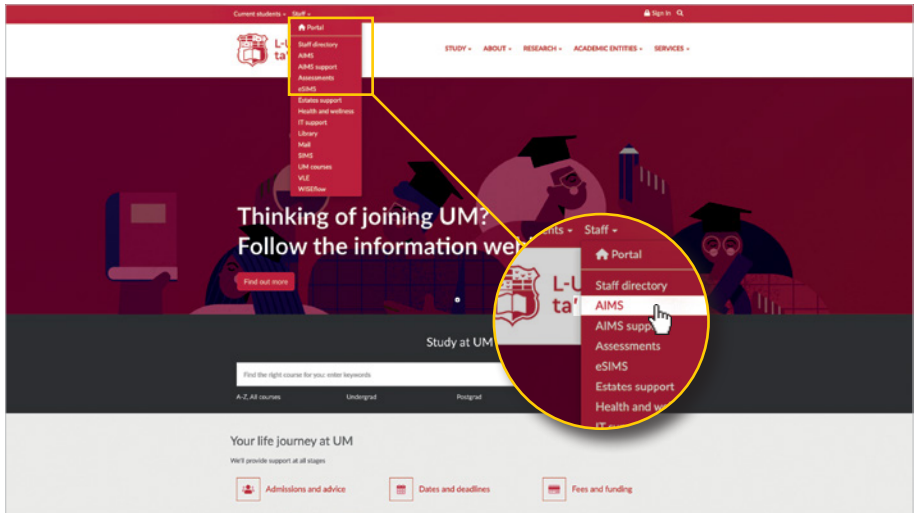 Current students Staff
Sign in
Portal
Staff directory
AIMS
AIMS support
Assessments
eSIMS
Estates support
Health and wellness
IT support
Library
Mail
SIMS
UM courses
VLE
WISEflow
L-U
ta'
STUDY ABOUT RESEARCH ACADEMIC ENTITIES SERVICES
Thinking of joining UM?
Follow the information web
Find out more
Staff
Portal
L-U
ta'
Staff directory
AIMS
AIMS supp
Assessments
eSIMS
Estates support
Health and we
Study at UM
Find the right course for you: enter keywords
A-Z, All courses Undergrad Postgrad
Your life journey at UM
We'll provide support at all stages
Admissions and advice Dates and deadlines Fees and funding